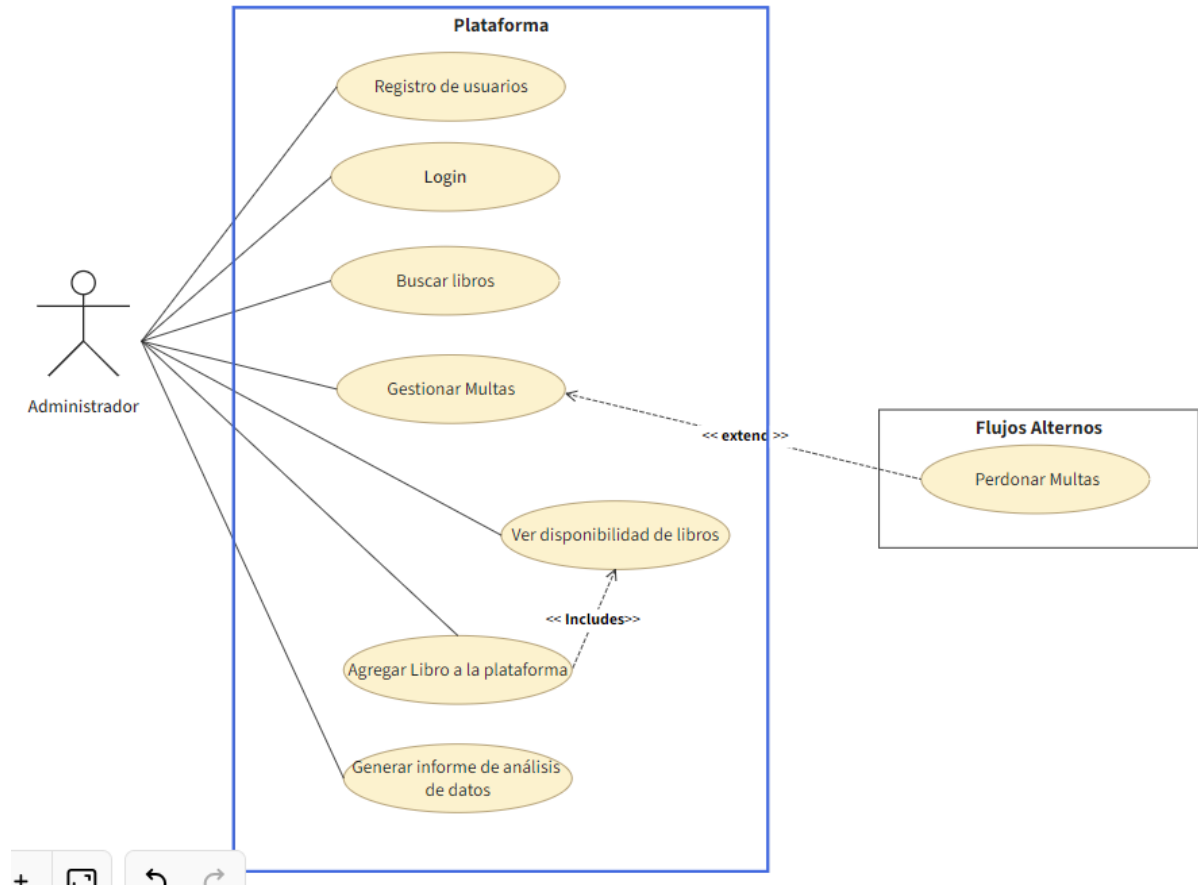 Plataforma
Registro de usuarios
Login
Buscar libros
Administrador
Gestionar Multas
<< extend >>
Flujos Alternos
Perdonar Multas
Ver disponibilidad de libros
<< Includes>>
Agregar Libro a la plataforma
Generar informe de análisis
de datos